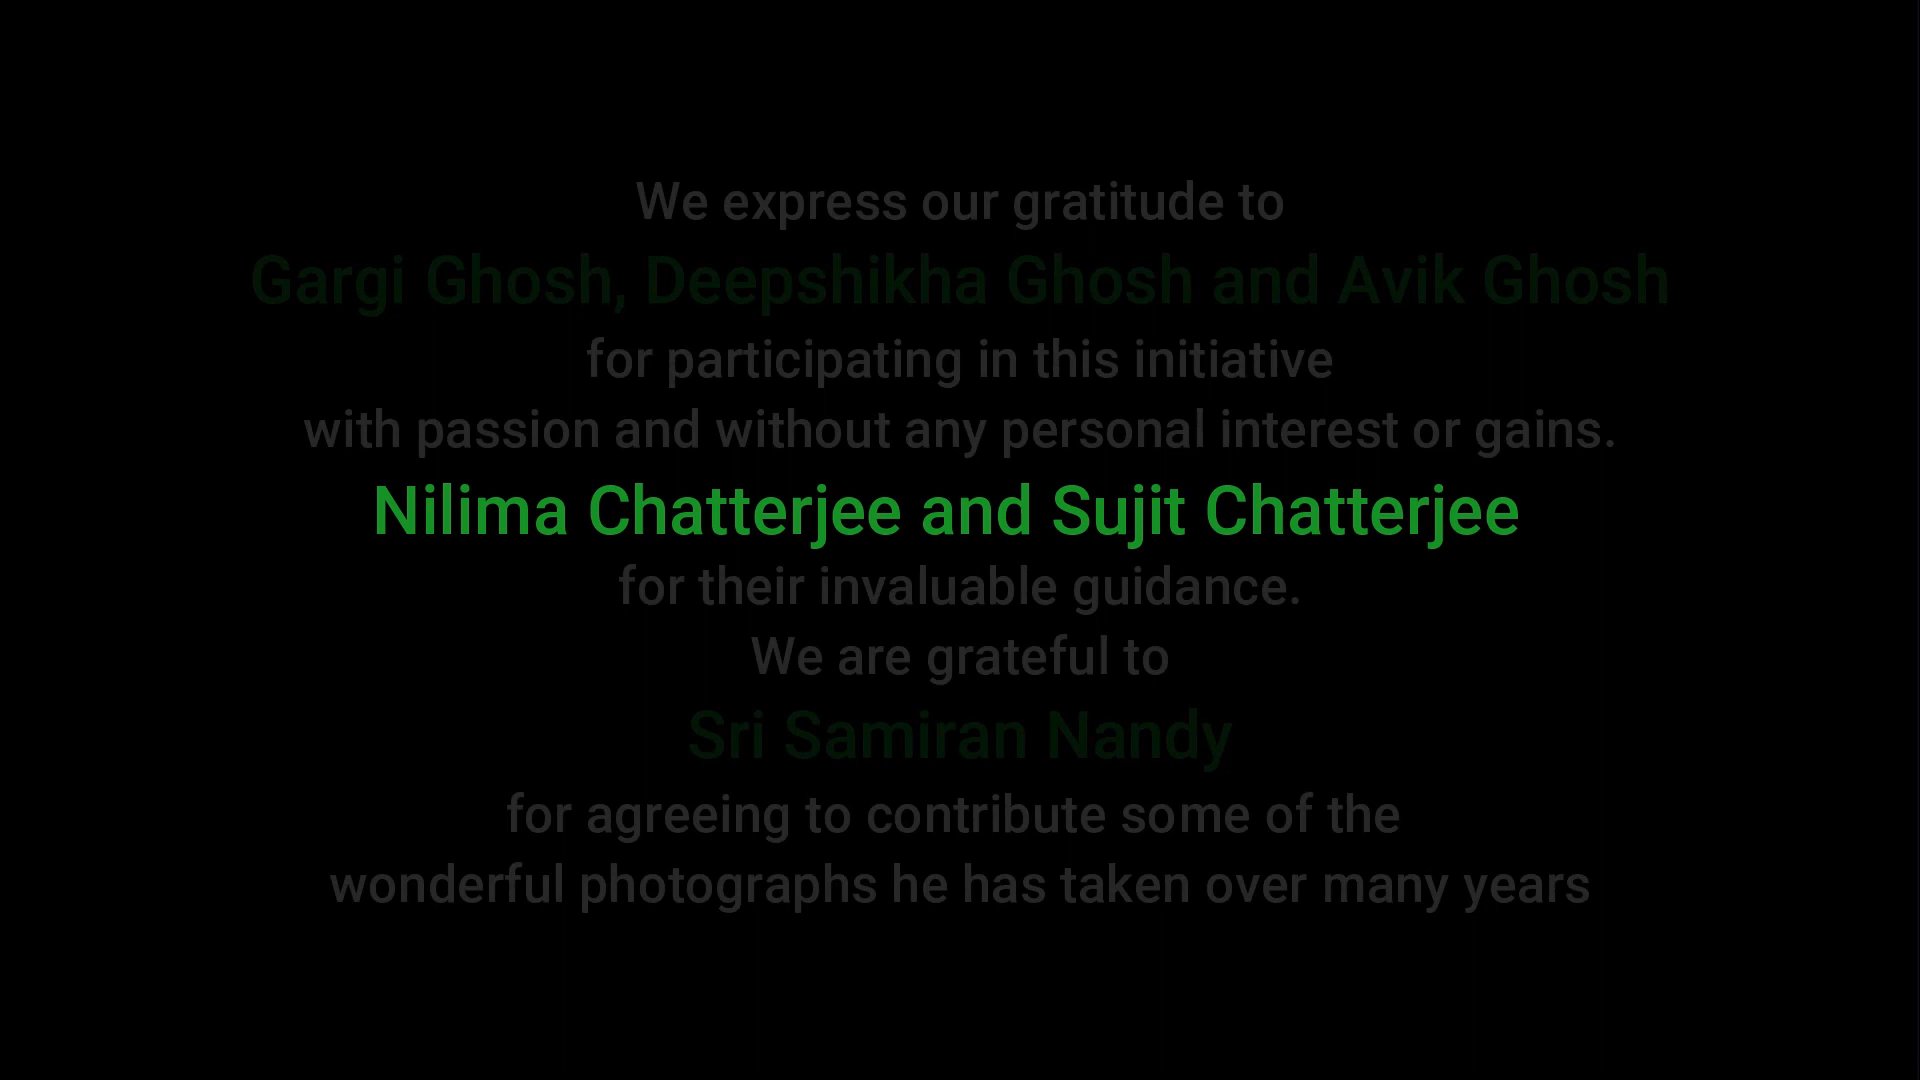 We express our gratitude to
Gargi Ghosh, Deepshikha Ghosh and Avik Ghosh
for participating in this initiative
with passion and without any personal interest or gains.
Nilima Chatterjee and Sujit Chatterjee
for their invaluable guidance.
We are grateful to
Sri Samiran Nandy
for agreeing to contribute some of the
wonderful photographs he has taken over many years